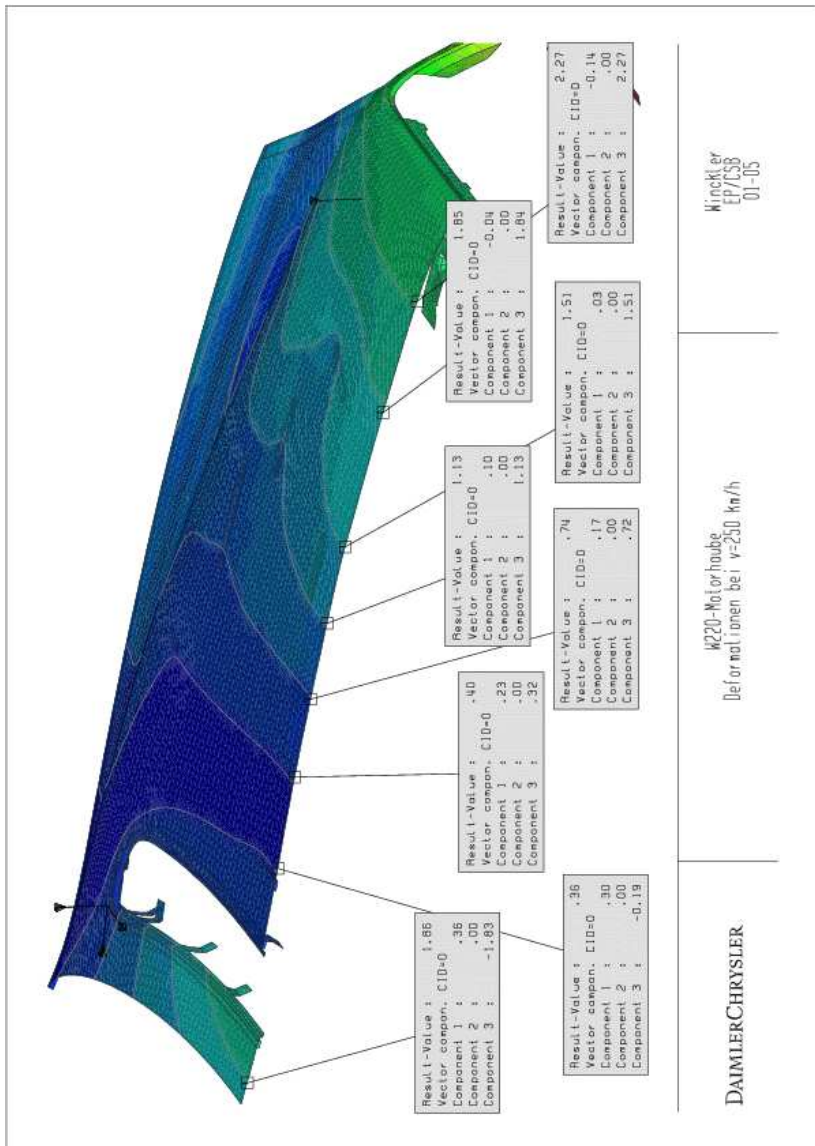 Result-Value : 1.86
Vector compon. CID=0
Component 1 : .36
Component 2 : .00
Component 3 : -1.83
Result-Value : .40
Vector compon. CID=0
Component 1 : .23
Component 2 : .00
Component 3 : .32
Result-Value : 1.13
Vector compon. CID=0
Component 1 : .10
Component 2 : .00
Component 3 : 1.13
Result-Value : 1.85
Vector compon. CID=0
Component 1 : -0.04
Component 2 : .00
Component 3 : 1.84
Result-Value : .36
Vector compon. CID=0
Component 1 : .30
Component 2 : .00
Component 3 : -0.19
Result-Value : .74
Vector compon. CID=0
Component 1 : .17
Component 2 : .00
Component 3 : .72
Result-Value : 1.51
Vector compon. CID=0
Component 1 : .03
Component 2 : .00
Component 3 : 1.51
Result-Value : 2.27
Vector compon. CID=0
Component 1 : -0.14
Component 2 : .00
Component 3 : 2.27
DAIMLERCHRYSLER
W220-Motorhaube
Deformationen bei v=250 km/h
Winckler
EP/CSB
01-05